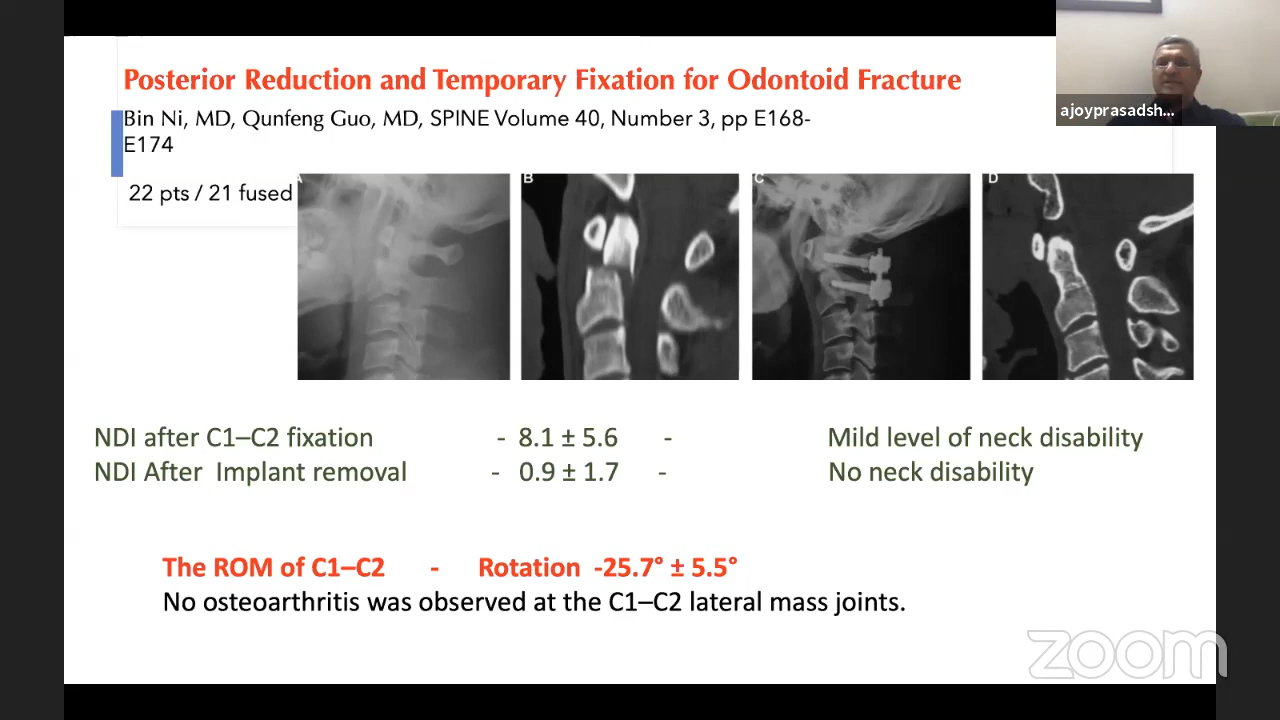 Posterior Reduction and Temporary Fixation for Odontoid Fracture
Bin Ni, MD, Qunfeng Guo, MD, SPINE Volume 40, Number 3, pp E168-
E174
22 pts / 21 fused
A
B
C
D
ajoyprasadsh...
NDI after C1–C2 fixation - 8.1 ± 5.6 - Mild level of neck disability
NDI After Implant removal - 0.9 ± 1.7 - No neck disability
The ROM of C1–C2 - Rotation -25.7° ± 5.5°
No osteoarthritis was observed at the C1–C2 lateral mass joints.
zoom